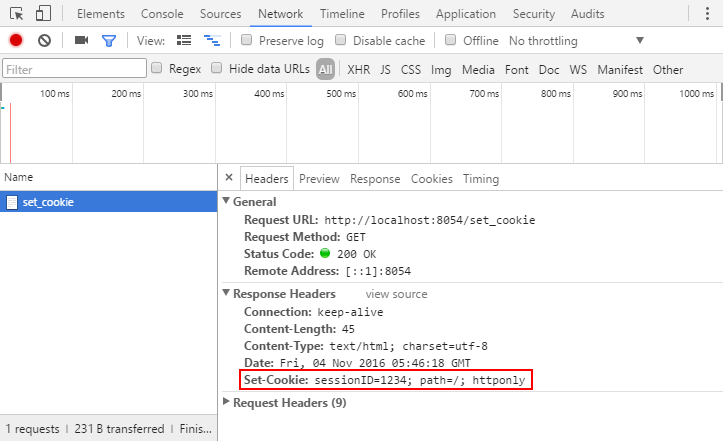 Elements Console Sources Network Timeline Profiles Application Security Audits
View: Preserve log Disable cache Offline No throttling
Filter Regex Hide data URLs All XHR JS CSS Img Media Font Doc WS Manifest Other
100 ms 200 ms 300 ms 400 ms 500 ms 600 ms 700 ms 800 ms 900 ms 1000 ms
Name
set_cookie
× Headers Preview Response Cookies Timing
General
Request URL: http://localhost:8054/set_cookie
Request Method: GET
Status Code: 200 OK
Remote Address: [::1]:8054
Response Headers view source
Connection: keep-alive
Content-Length: 45
Content-Type: text/html; charset=utf-8
Date: Fri, 04 Nov 2016 05:46:18 GMT
Set-Cookie: sessionID=1234; path=/; httponly
Request Headers (9)
1 requests | 231 B transferred | Finis...